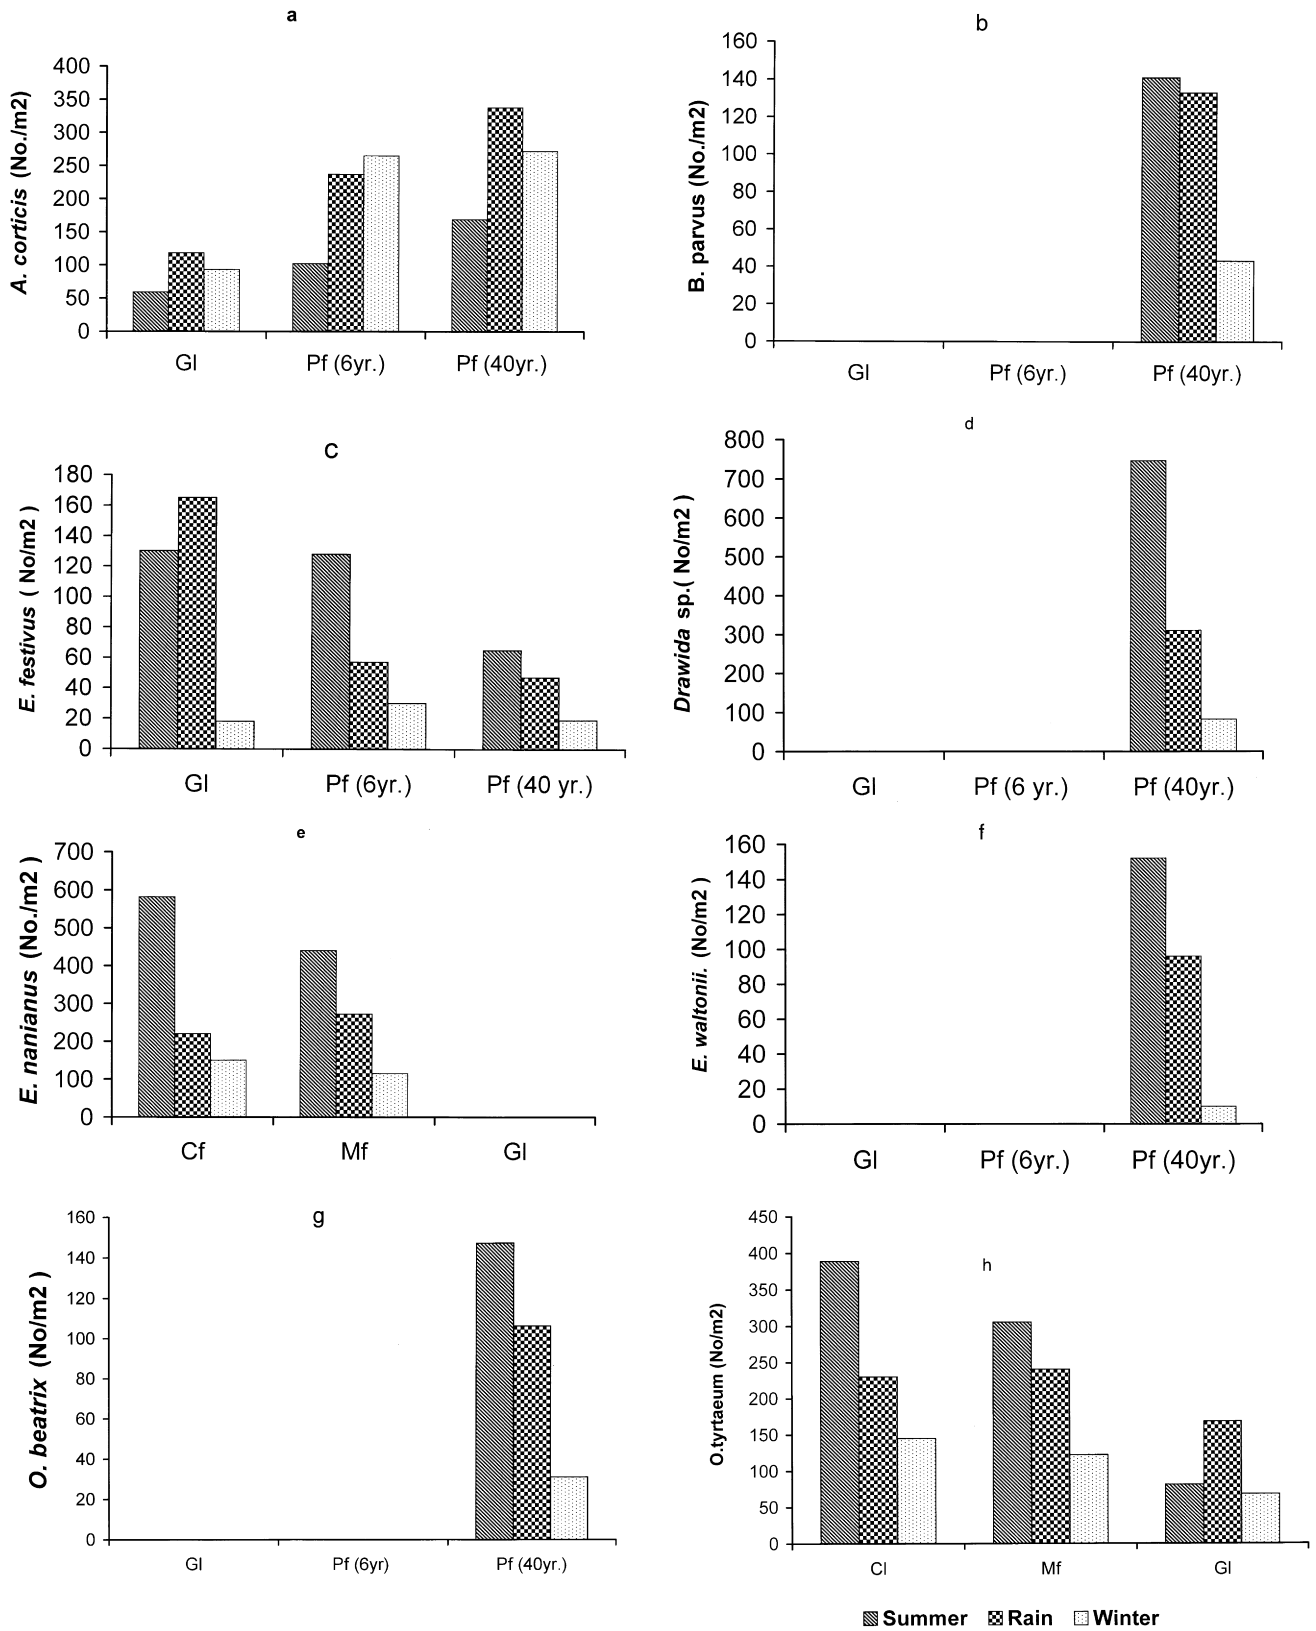 a
A. corticis (No./m2)
400
350
300
250
200
150
100
50
0
Gl Pf (6yr.) Pf (40yr.)
b
B. parvus (No./m2)
160
140
120
100
80
60
40
20
0
Gl Pf (6yr.) Pf (40yr.)
c
E. festivus ( No/m2 )
180
160
140
120
100
80
60
40
20
0
Gl Pf (6yr.) Pf (40 yr.)
d
Drawida sp.( No/m2 )
800
700
600
500
400
300
200
100
0
Gl Pf (6 yr.) Pf (40yr.)
e
E. nanianus (No./m2 )
700
600
500
400
300
200
100
0
Cf Mf Gl
f
E. waltonii. (No/m2 )
160
140
120
100
80
60
40
20
0
Gl Pf (6yr.) Pf (40yr.)
g
O. beatrix (No/m2 )
160
140
120
100
80
60
40
20
0
Gl Pf (6yr) Pf (40yr.)
h
O.tyrtaeum (No/m2)
450
400
350
300
250
200
150
100
50
0
Cl Mf Gl
Summer Rain Winter